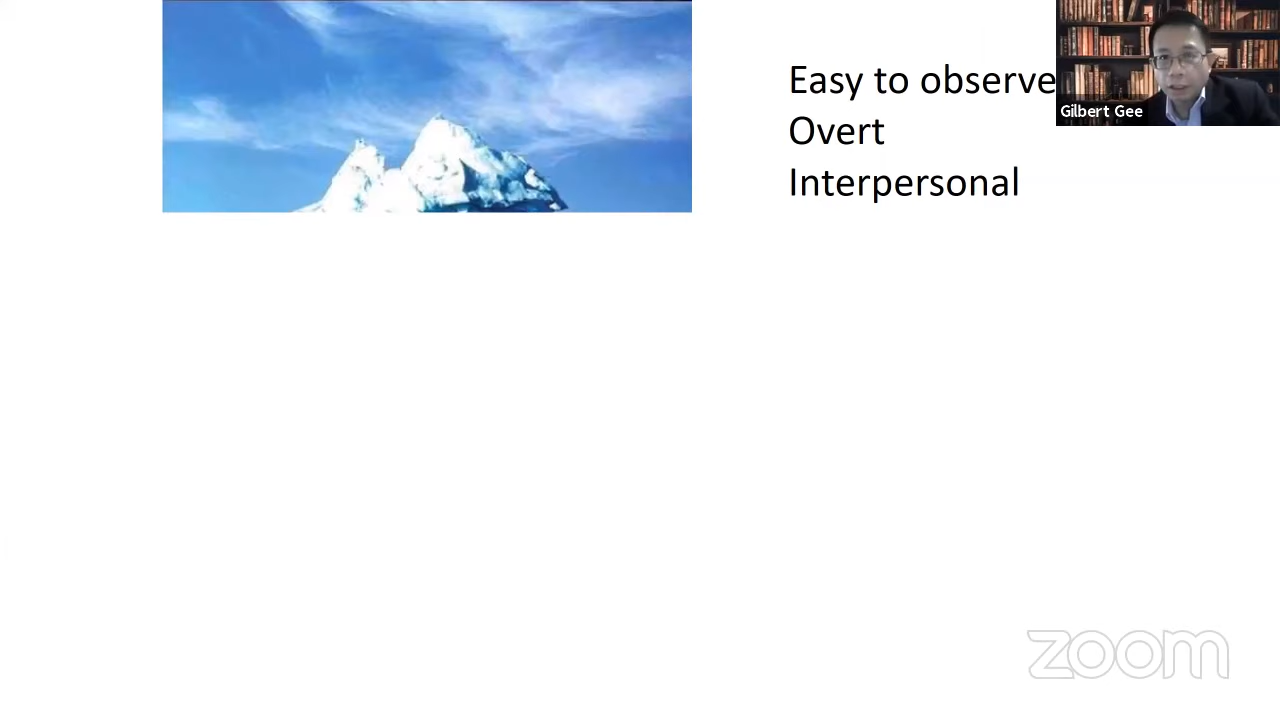 Easy to observe
Overt
Interpersonal
Gilbert Gee
zoom